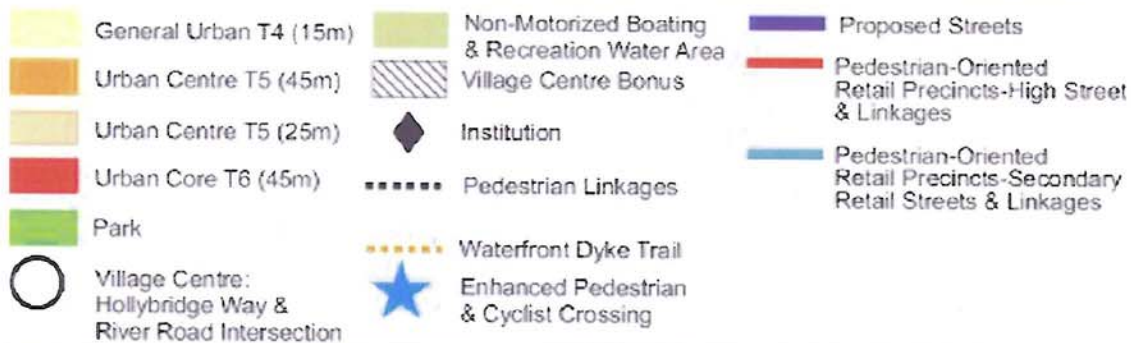 General Urban T4 (15m)
Urban Centre T5 (45m)
Urban Centre T5 (25m)
Urban Core T6 (45m)
Park
Village Centre:
Hollybridge Way &
River Road Intersection
Non-Motorized Boating
& Recreation Water Area
Village Centre Bonus
Institution
Pedestrian Linkages
Waterfront Dyke Trail
Enhanced Pedestrian
& Cyclist Crossing
Proposed Streets
Pedestrian-Oriented
Retail Precincts-High Street
& Linkages
Pedestrian-Oriented
Retail Precincts-Secondary
Retail Streets & Linkages